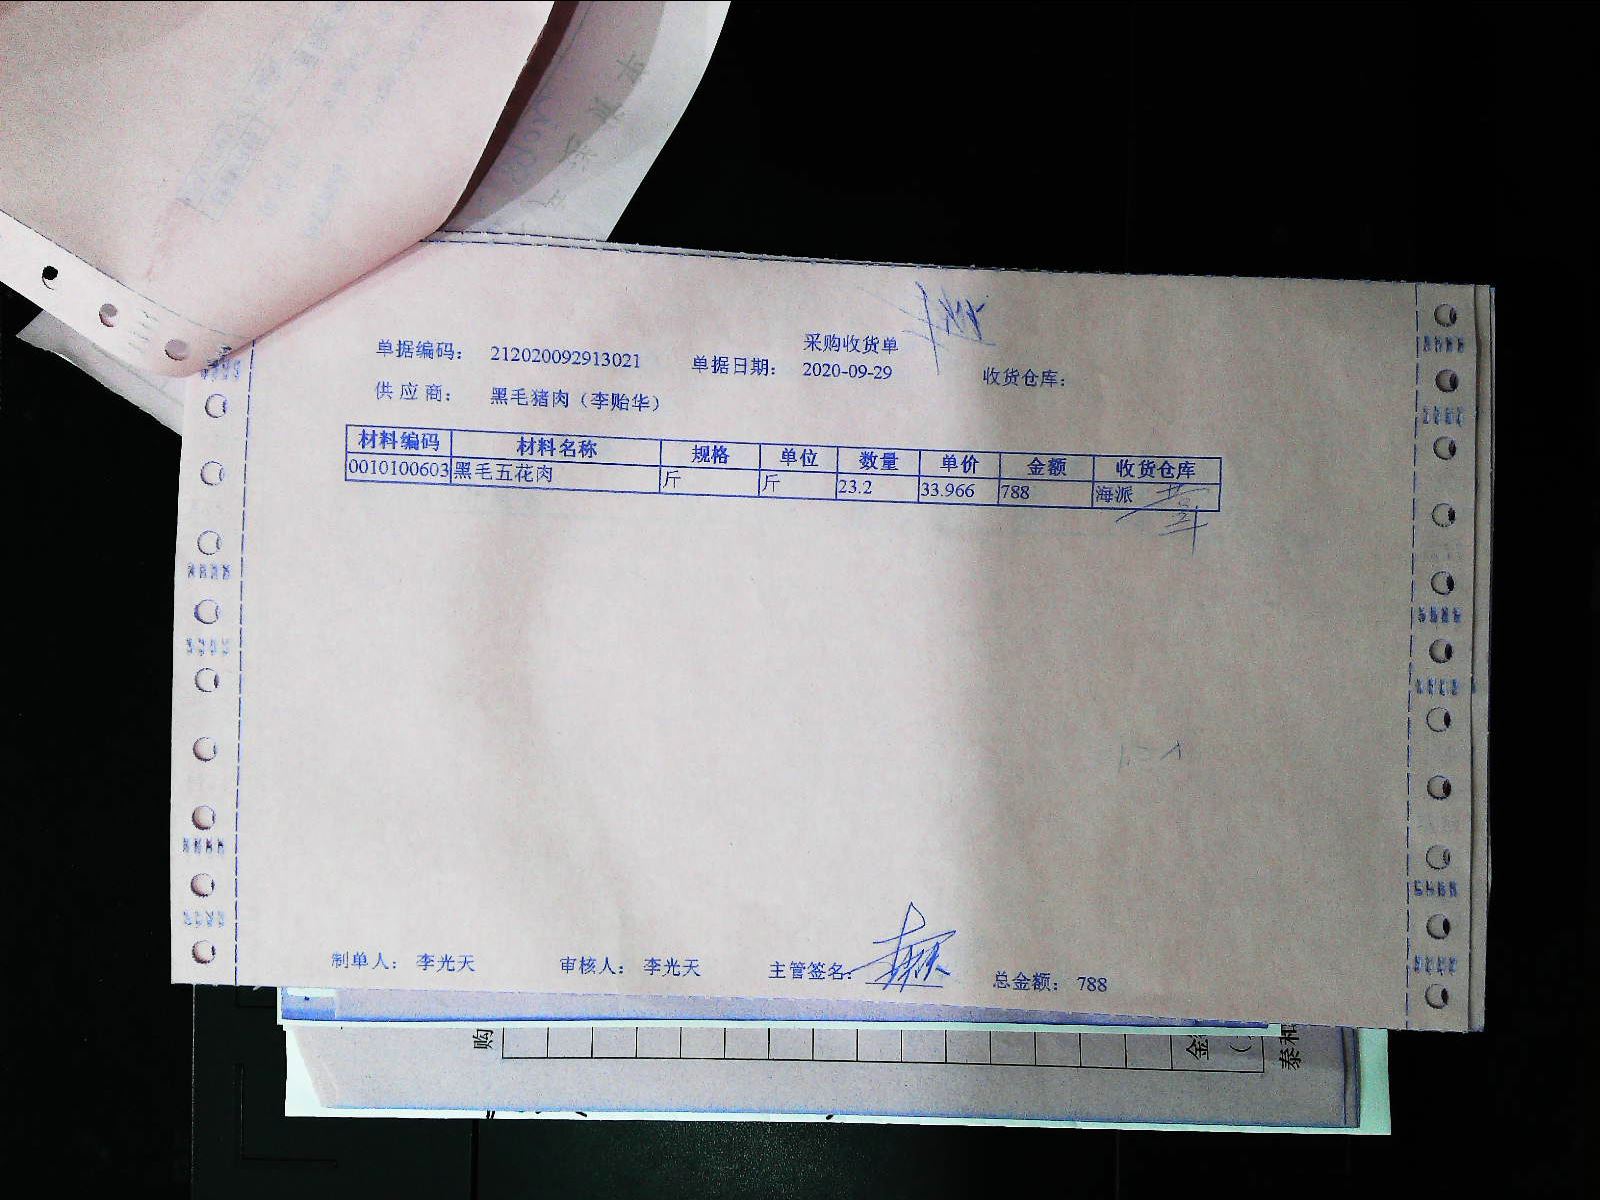 采购收货单
单据编码： 212020092913021 单据日期： 2020-09-29 收货仓库：
供 应 商： 黑毛猪肉（李贻华）
材料编码 材料名称 规格 单位 数量 单价 金额 收货仓库
0010100603 黑毛五花肉 斤 斤 23.2 33.966 788 海派
制单人： 李光天 审核人： 李光天 主管签名： 总金额： 788
购 金 泰和